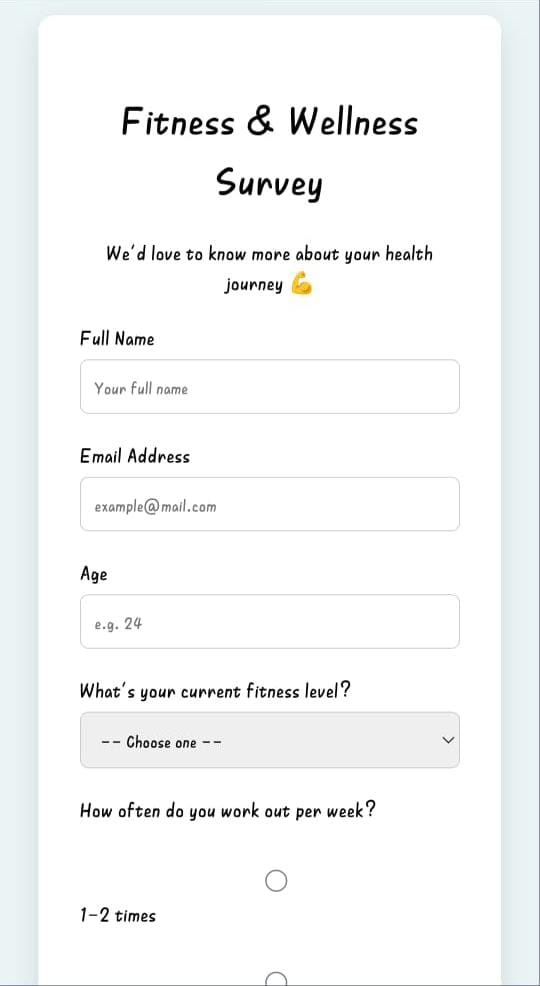 Fitness & Wellness
Survey
We'd love to know more about your health
journey 💪
Full Name
Your full name
Email Address
example@mail.com
Age
e.g. 24
What's your current fitness level?
-- Choose one --
How often do you work out per week?
1-2 times